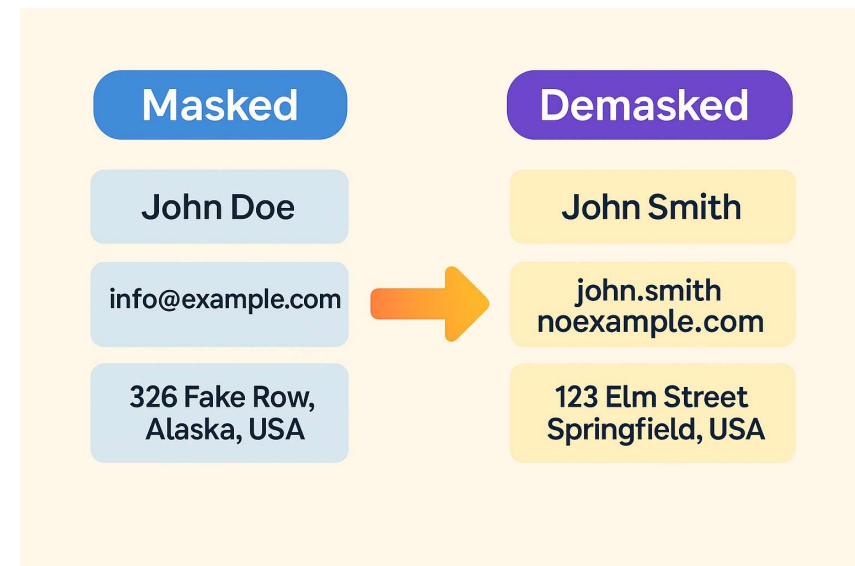 Masked
Demasked
John Doe
John Smith
info@example.com
john.smith
noexample.com
326 Fake Row,
Alaska, USA
123 Elm Street
Springfield, USA